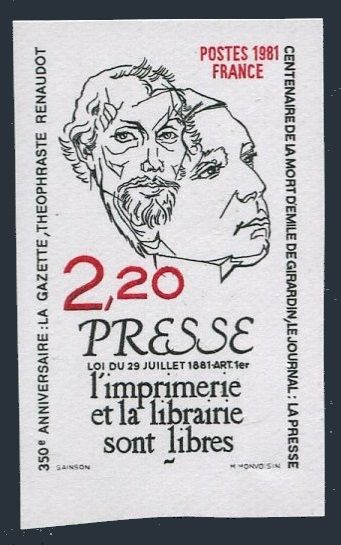 POSTES 1981
FRANCE
350e ANNIVERSAIRE : LA GAZETTE, THEOPHRASTE RENAUDOT
CENTENAIRE DE LA MORT D'EMILE DE GIRARDIN, LE JOURNAL : LA PRESSE
2,20
PRESSE
LOI DU 29 JUILLET 1881-ART. 1er
l'imprimerie
et la librairie
sont libres
SAINSON
M. MONVOISIN